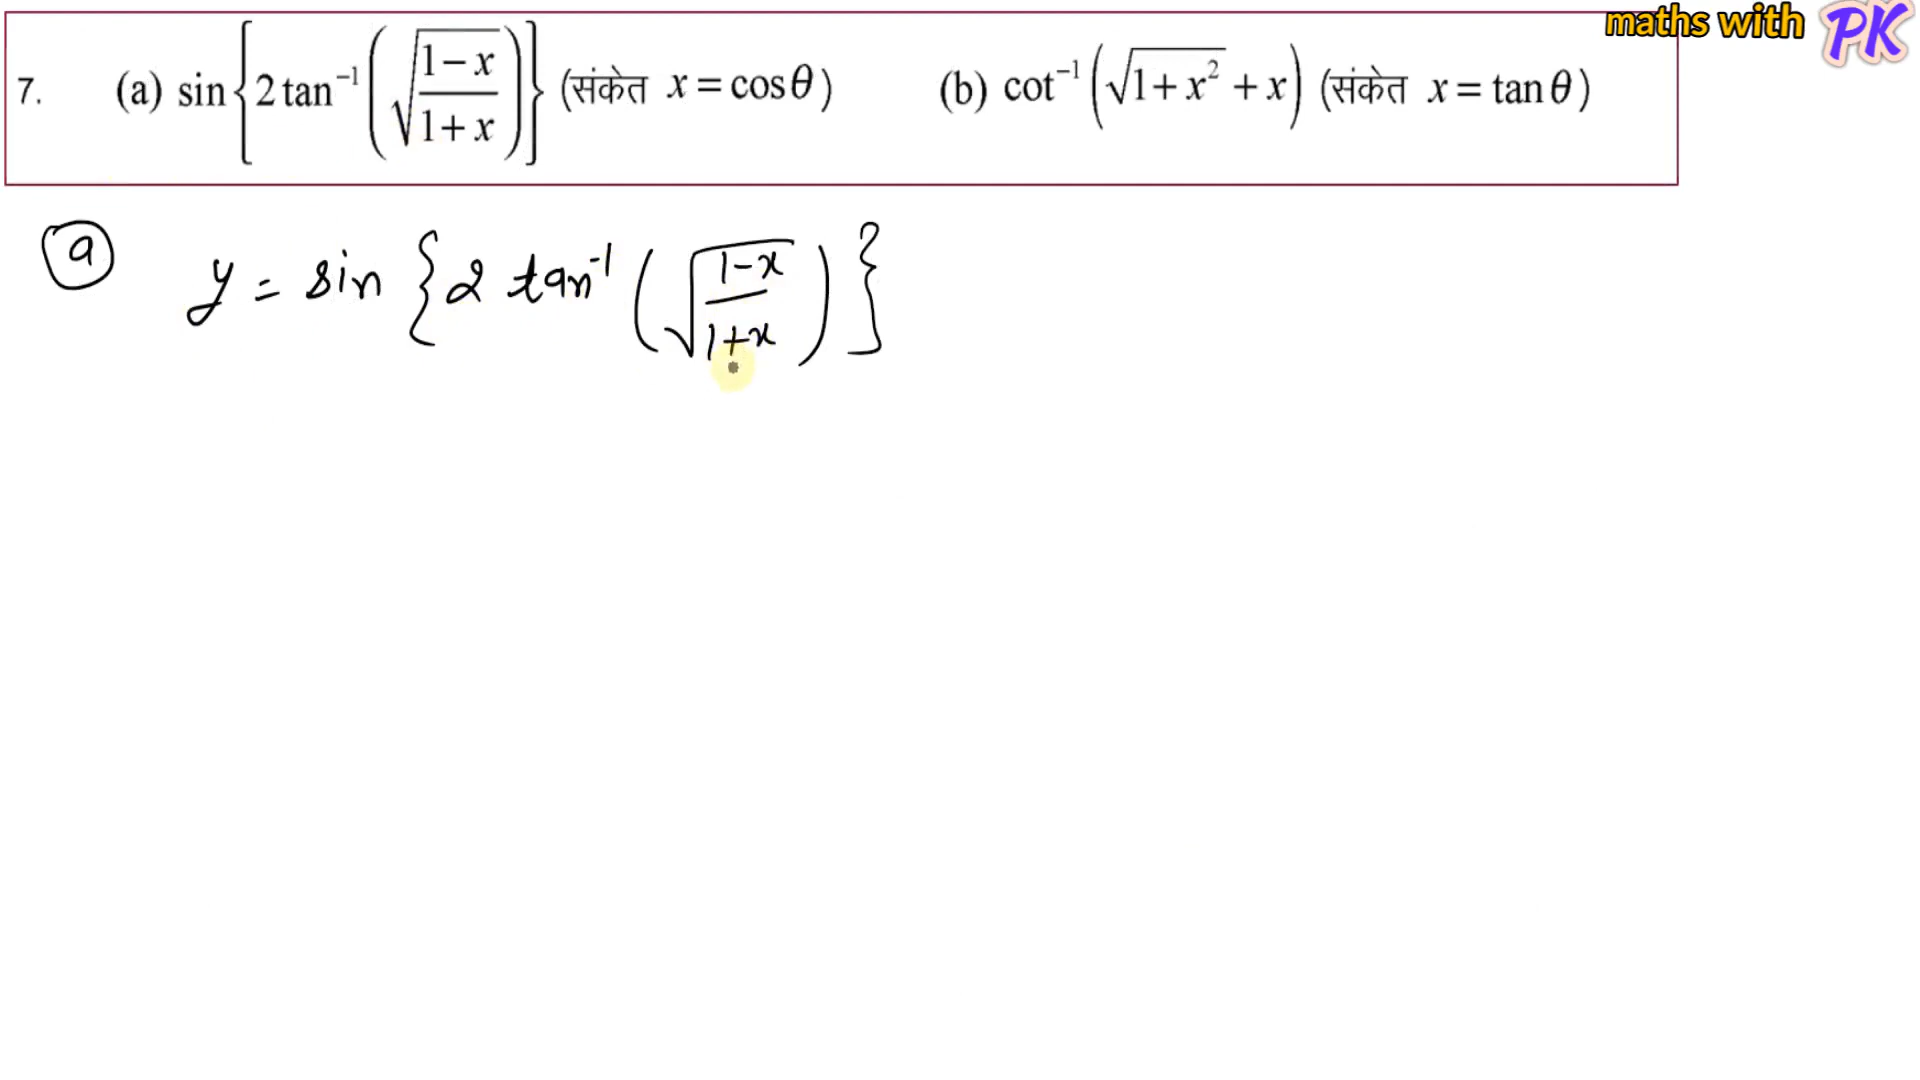 maths with PK
7. (a) sin{2 tan⁻¹(√((1−x)/(1+x)))} (संकेत x = cosθ) (b) cot⁻¹(√(1+x²) + x) (संकेत x = tanθ)
(a) y = sin {2 tan⁻¹ (√((1−x)/(1+x)))}